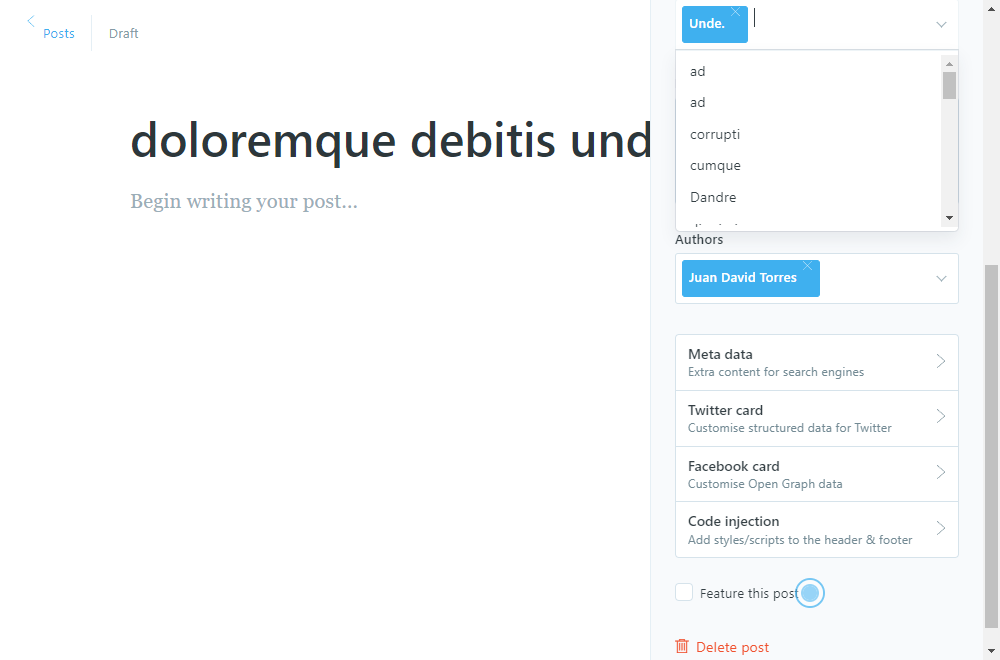 Posts
Draft
doloremque debitis und
Begin writing your post...
Unde.
ad
ad
corrupti
cumque
Dandre
Authors
Juan David Torres
Meta data
Extra content for search engines
Twitter card
Customise structured data for Twitter
Facebook card
Customise Open Graph data
Code injection
Add styles/scripts to the header & footer
Feature this post
Delete post